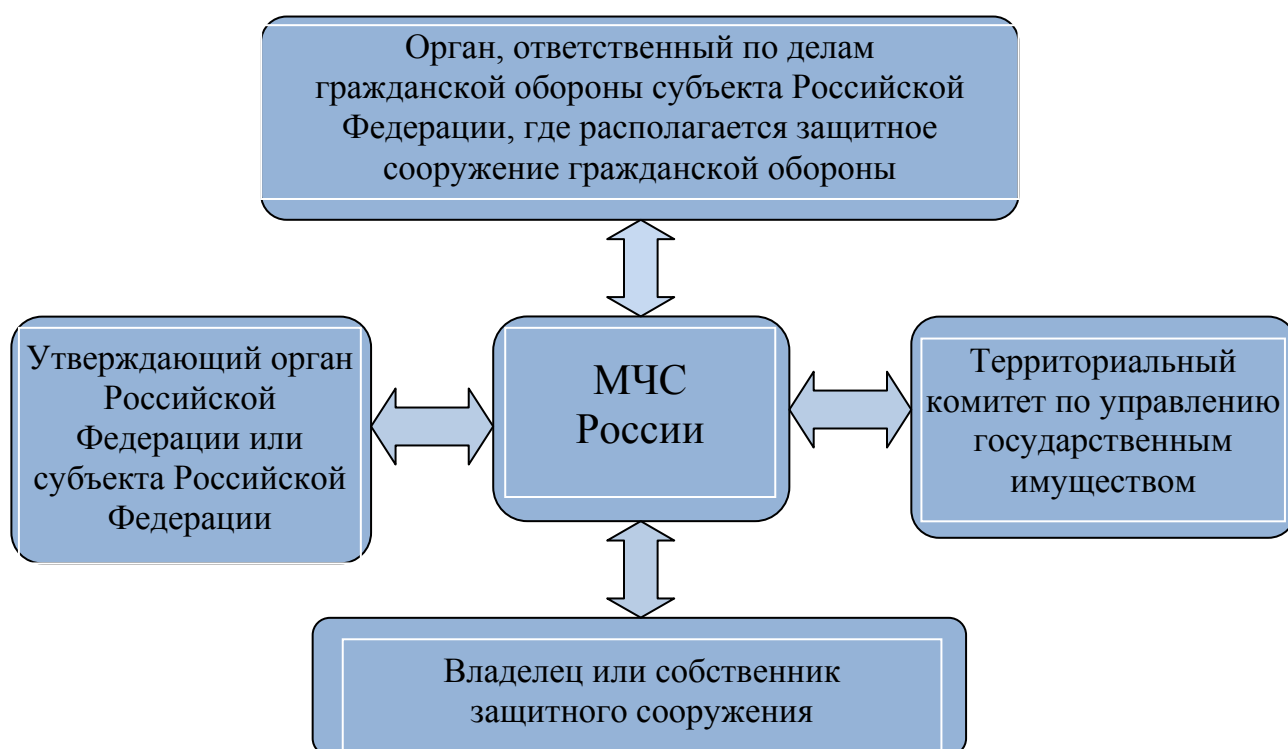 Орган, ответственный по делам
гражданской обороны субъекта Российской
Федерации, где располагается защитное
сооружение гражданской обороны
Утверждающий орган
Российской
Федерации или
субъекта Российской
Федерации
МЧС
России
Территориальный
комитет по управлению
государственным
имуществом
Владелец или собственник
защитного сооружения